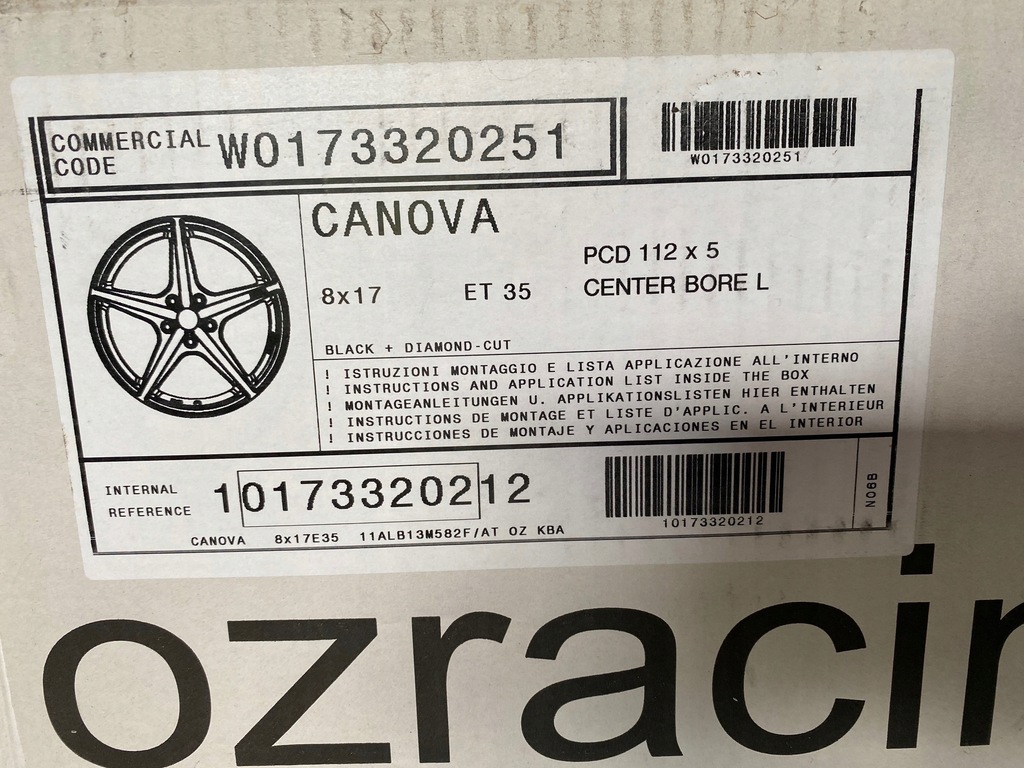 COMMERCIAL
CODE
W0173320251
W0173320251
CANOVA
PCD 112 x 5
8x17 ET 35 CENTER BORE L
BLACK + DIAMOND-CUT
! ISTRUZIONI MONTAGGIO E LISTA APPLICAZIONE ALL'INTERNO
! INSTRUCTIONS AND APPLICATION LIST INSIDE THE BOX
! MONTAGEANLEITUNGEN U. APPLIKATIONSLISTEN HIER ENTHALTEN
! INSTRUCTIONS DE MONTAGE ET LISTE D'APPLIC. A L'INTERIEUR
! INSTRUCCIONES DE MONTAJE Y APLICACIONES EN EL INTERIOR
INTERNAL
REFERENCE
10173320212
10173320212
N06B
CANOVA 8x17E35 11ALB13M582F/AT OZ KBA
ozracin